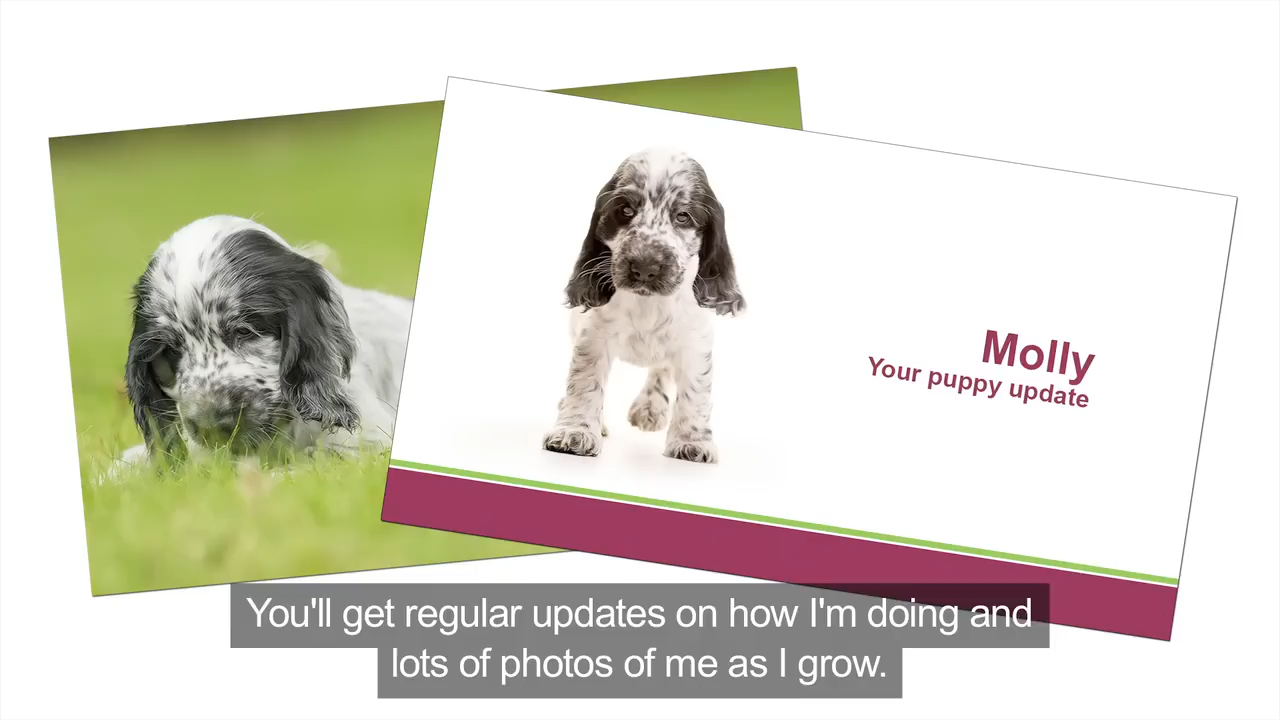 Molly
Your puppy update
You'll get regular updates on how I'm doing and
lots of photos of me as I grow.